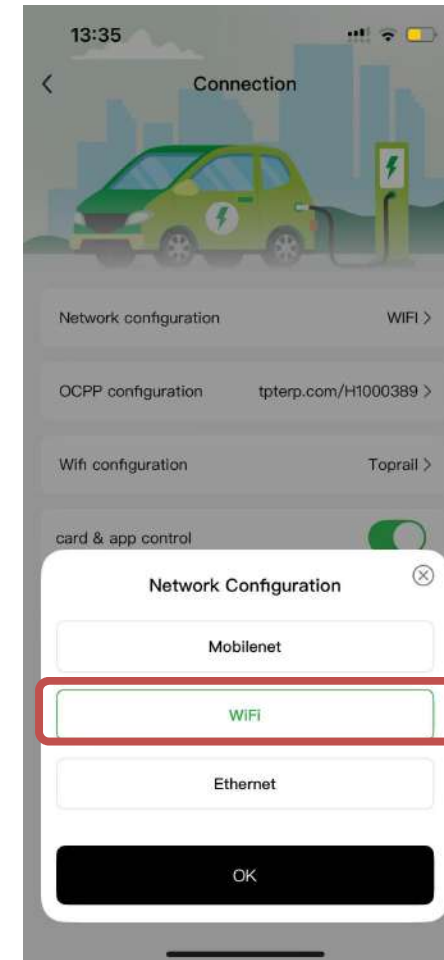 13:35
Connection
Network configuration WIFI >
OCPP configuration tpterp.com/H1000389 >
Wifi configuration Toprail >
card & app control
Network Configuration
Mobilenet
WiFi
Ethernet
OK